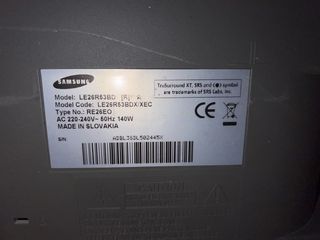 SAMSUNG
Model: LE26R53BD [R] A
Model Code: LE26R53BDX/XEC
Type No.: RE26EO
AC 220-240V~ 50Hz 140W
MADE IN SLOVAKIA
S/N
TruSurround XT, SRS and (●) symbol
are trademarks of SRS Labs, Inc.
CE
CAUTION